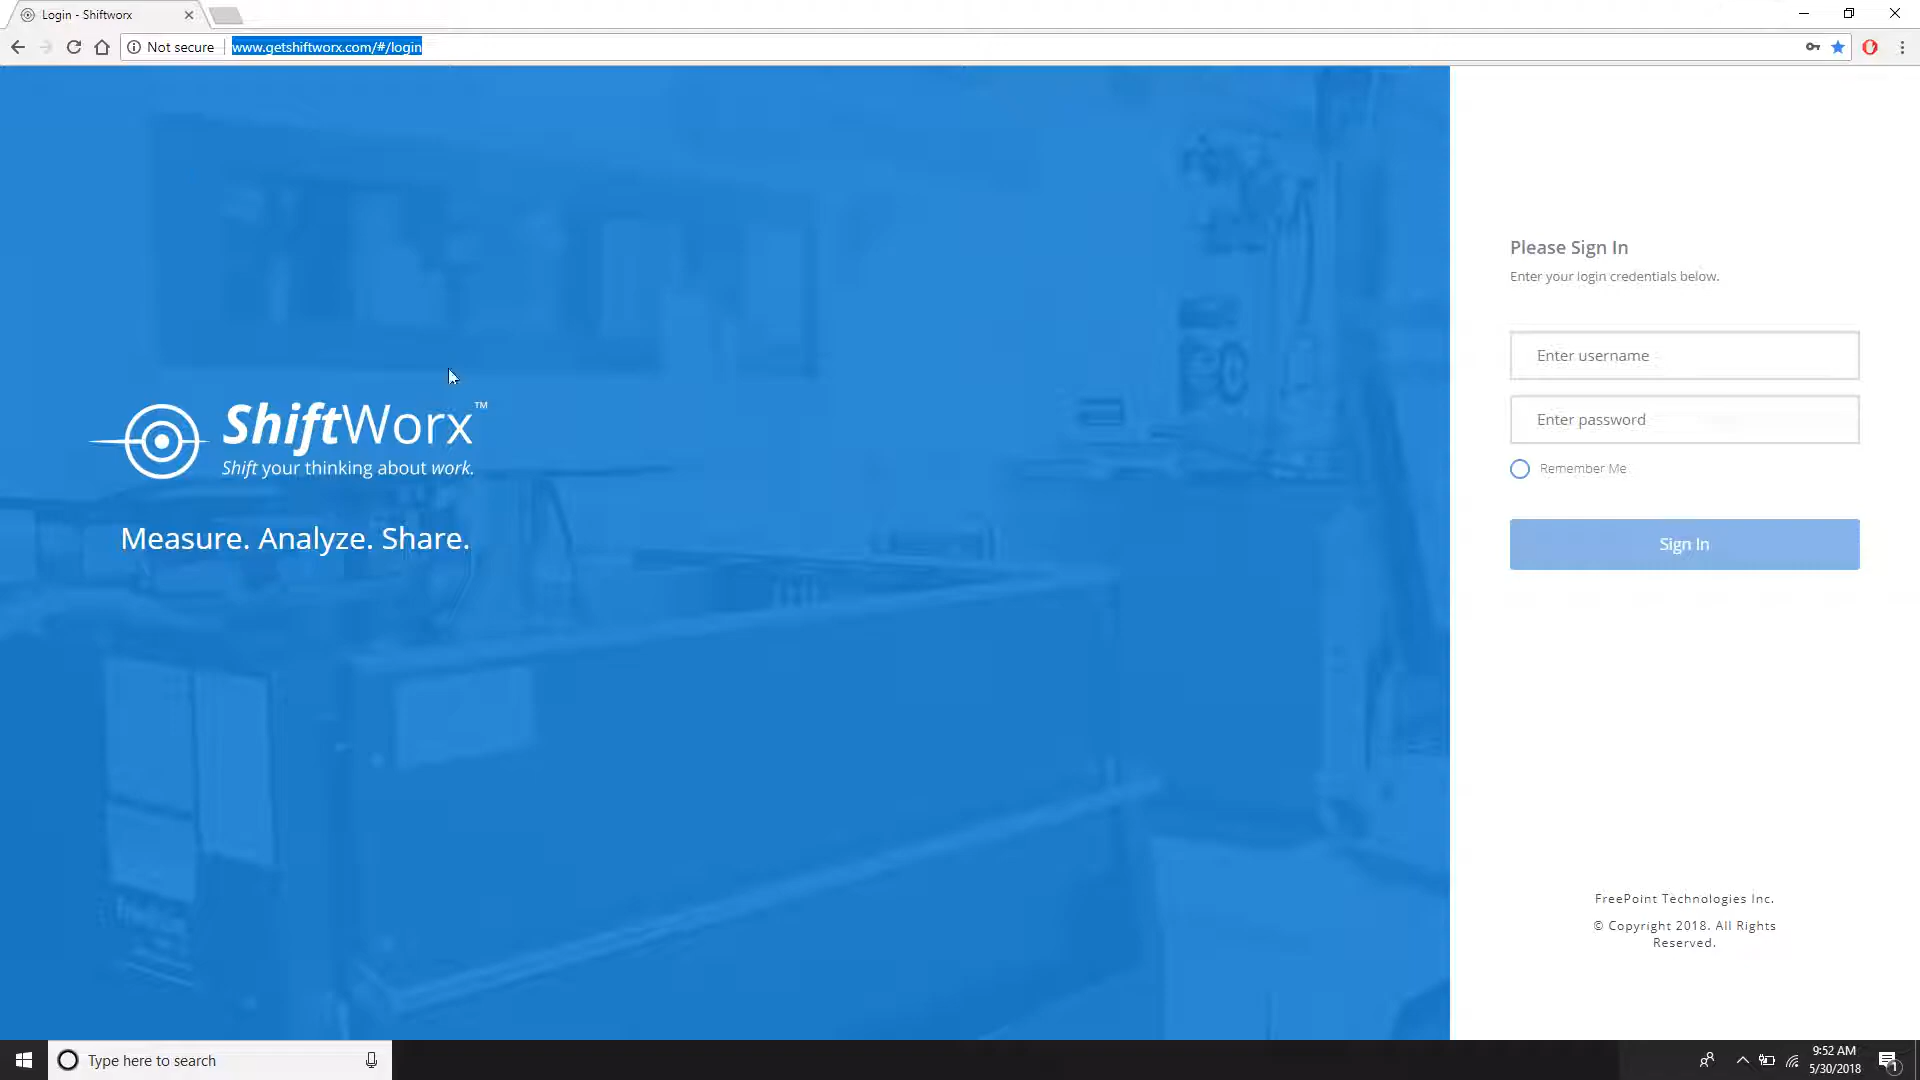 Login - Shiftworx
Not secure
www.getshiftworx.com/#/login
ShiftWorx™
Shift your thinking about work.
Measure. Analyze. Share.
Please Sign In
Enter your login credentials below.
Enter username
Enter password
Remember Me
Sign In
FreePoint Technologies Inc.
© Copyright 2018. All Rights
Reserved.
Type here to search
9:52 AM
5/30/2018
1